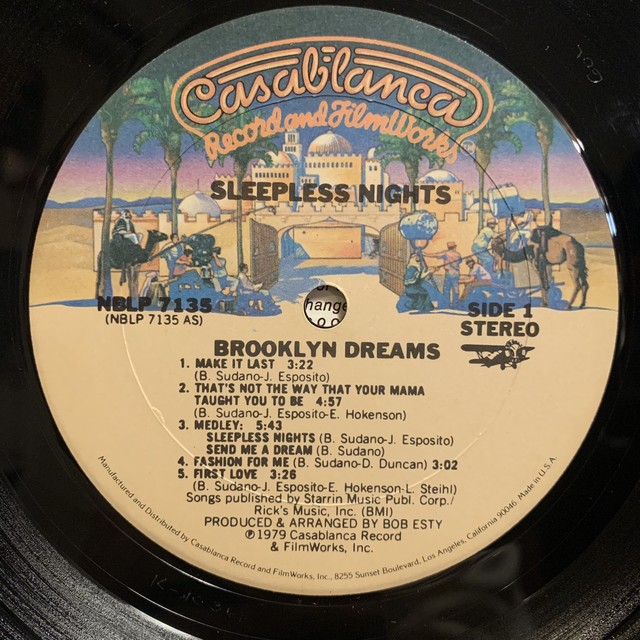 Casablanca
Record and FilmWorks
SLEEPLESS NIGHTS
NBLP 7135
(NBLP 7135 AS)
SIDE 1
STEREO
hange
BROOKLYN DREAMS
1. MAKE IT LAST 3:22
(B. Sudano-J. Esposito)
2. THAT'S NOT THE WAY THAT YOUR MAMA
TAUGHT YOU TO BE 4:57
(B. Sudano-J. Esposito-E. Hokenson)
3. MEDLEY: 5:43
SLEEPLESS NIGHTS (B. Sudano-J. Esposito)
SEND ME A DREAM (B. Sudano)
4. FASHION FOR ME (B. Sudano-D. Duncan) 3:02
5. FIRST LOVE 3:26
(B. Sudano-J. Esposito-E. Hokenson-L. Steihl)
Songs published by Starrin Music Publ. Corp./
Rick's Music, Inc. (BMI)
PRODUCED & ARRANGED BY BOB ESTY
℗ 1979 Casablanca Record
& FilmWorks, Inc.
Manufactured and Distributed by Casablanca Record and FilmWorks, Inc., 8255 Sunset Boulevard, Los Angeles, California 90046 Made in U.S.A.